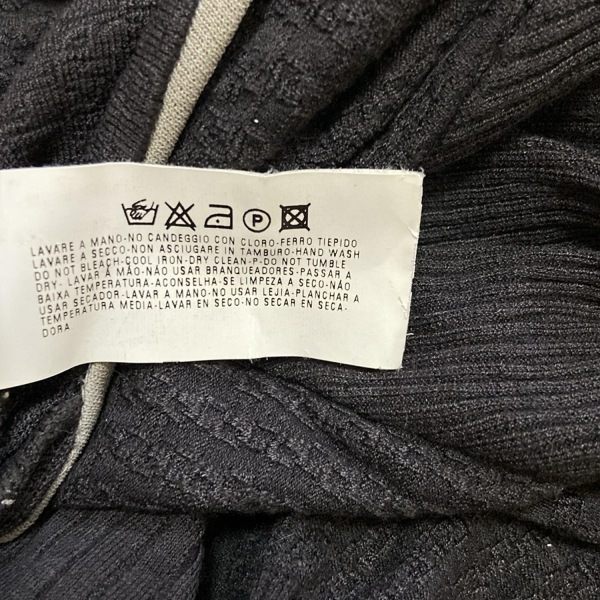 P
LAVARE A MANO-NO CANDEGGIO CON CLORO-FERRO TIEPIDO
LAVARE A SECCO-NON ASCIUGARE IN TAMBURO-HAND WASH
DO NOT BLEACH-COOL IRON-DRY CLEAN-P-DO NOT TUMBLE
DRY- LAVAR Á MÃO-NÃO USAR BRANQUEADORES-PASSAR A
BAIXA TEMPERATURA-ACONSELHA-SE LIMPEZA A SECO-NÃO
USAR SECADOR-LAVAR A MANO-NO USAR LEJIA-PLANCHAR A
TEMPERATURA MEDIA-LAVAR EN SECO-NO SECAR EN SECA-
DORA